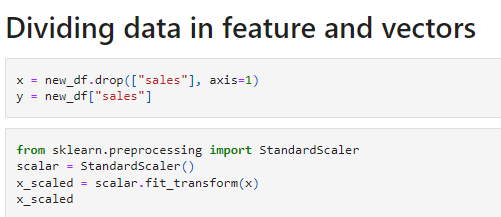 Dividing data in feature and vectors
x = new_df.drop(["sales"], axis=1)
y = new_df["sales"]
from sklearn.preprocessing import StandardScaler
scalar = StandardScaler()
x_scaled = scalar.fit_transform(x)
x_scaled